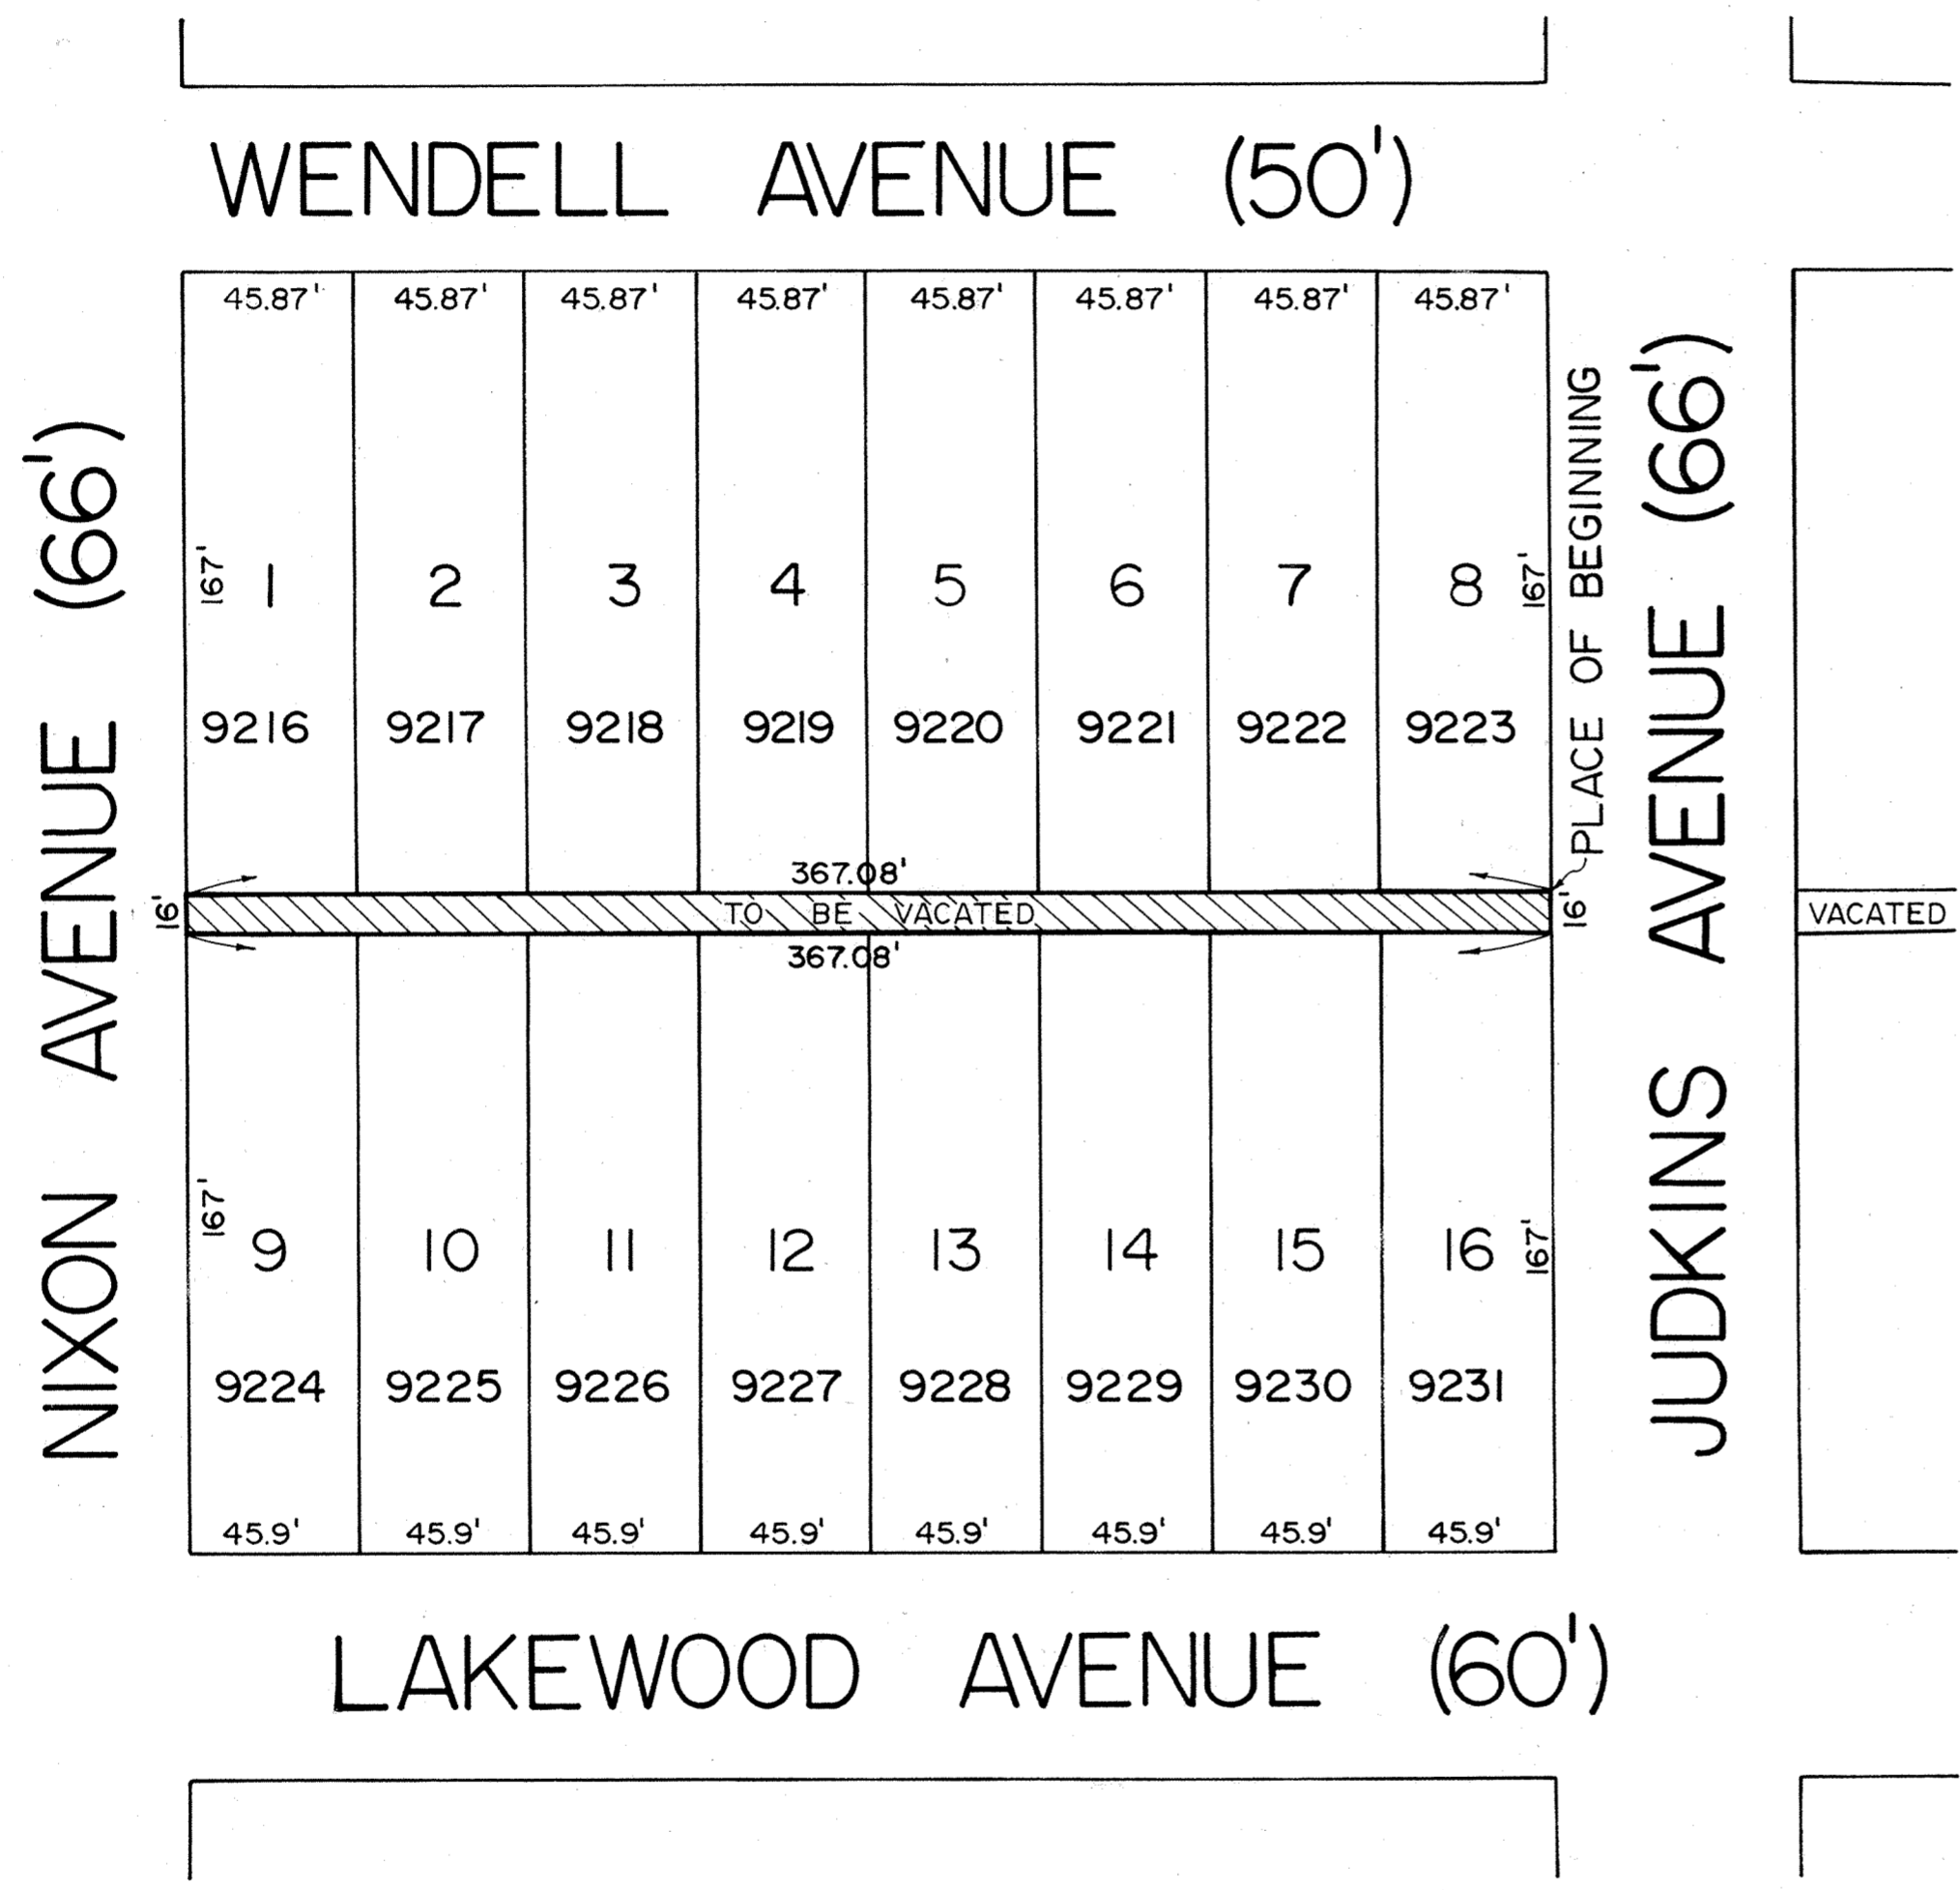 WENDELL AVENUE (50')
45.87' 45.87' 45.87' 45.87' 45.87' 45.87' 45.87' 45.87'
NIXON AVENUE (66')
167' 1 2 3 4 5 6 7 8 167'
9216 9217 9218 9219 9220 9221 9222 9223
PLACE OF BEGINNING
JUDKINS AVENUE (66')
367.08'
16' TO BE VACATED 16' VACATED
367.08'
167' 9 10 11 12 13 14 15 16 167'
9224 9225 9226 9227 9228 9229 9230 9231
45.9' 45.9' 45.9' 45.9' 45.9' 45.9' 45.9' 45.9'
LAKEWOOD AVENUE (60')